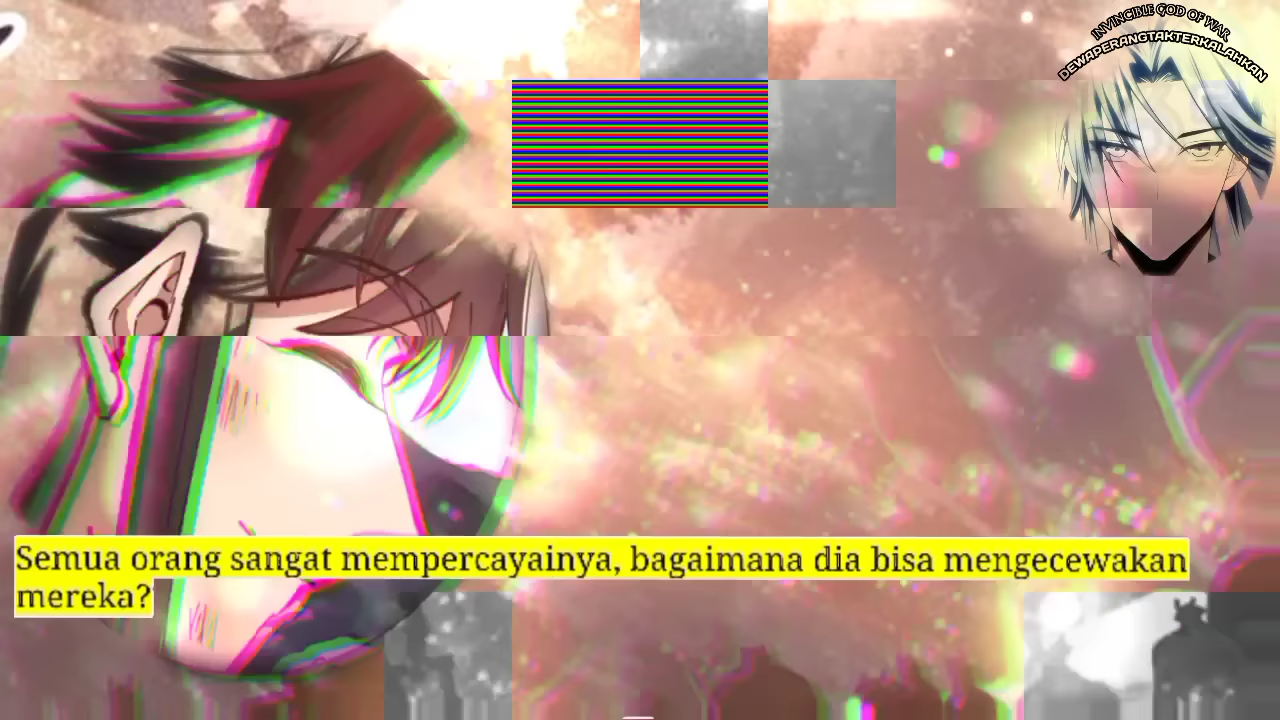 INVINCIBLE GOD OF WAR
DEWAPERANGTAKTERKALAHKAN
Semua orang sangat mempercayainya, bagaimana dia bisa mengecewakan
mereka?